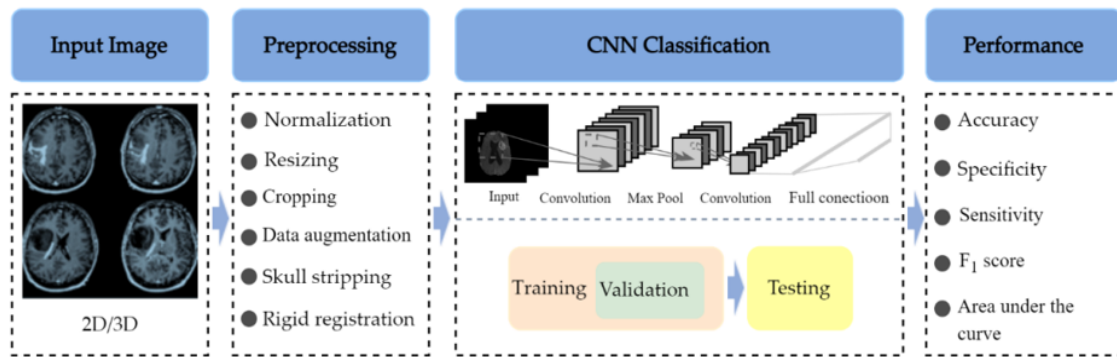 Input Image
Preprocessing
CNN Classification
Performance
2D/3D
Normalization
Resizing
Cropping
Data augmentation
Skull stripping
Rigid registration
Input
Convolution
Max Pool
Convolution
Full conectioon
Training
Validation
Testing
Accuracy
Specificity
Sensitivity
F1 score
Area under the
curve